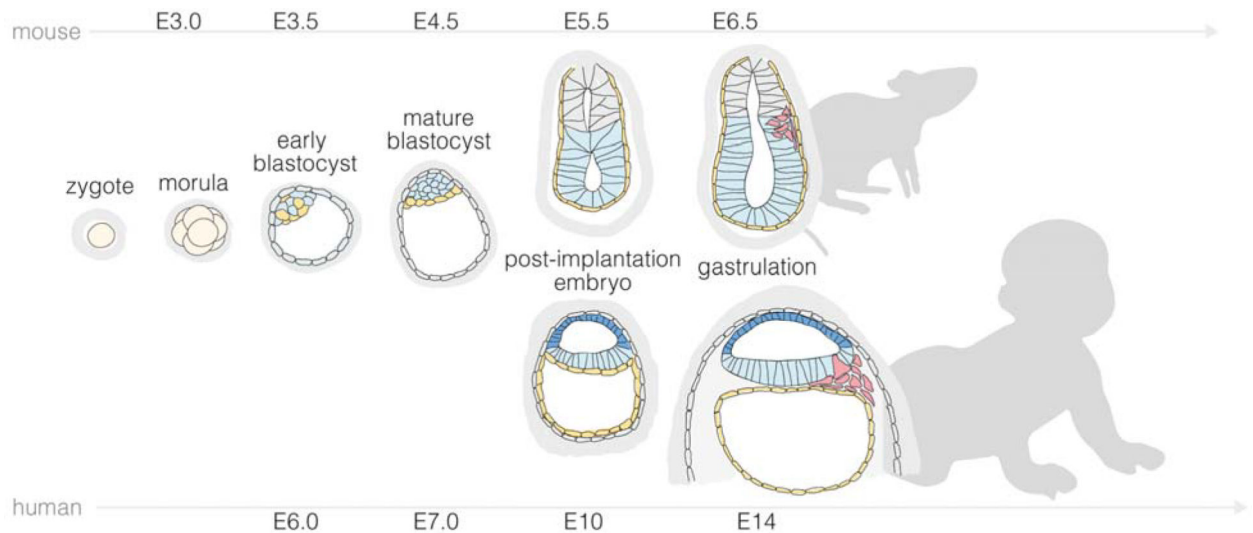 E3.0 E3.5 E4.5 E5.5 E6.5
mouse
mature
blastocyst
early
blastocyst
zygote morula
post-implantation
embryo
gastrulation
human
E6.0 E7.0 E10 E14